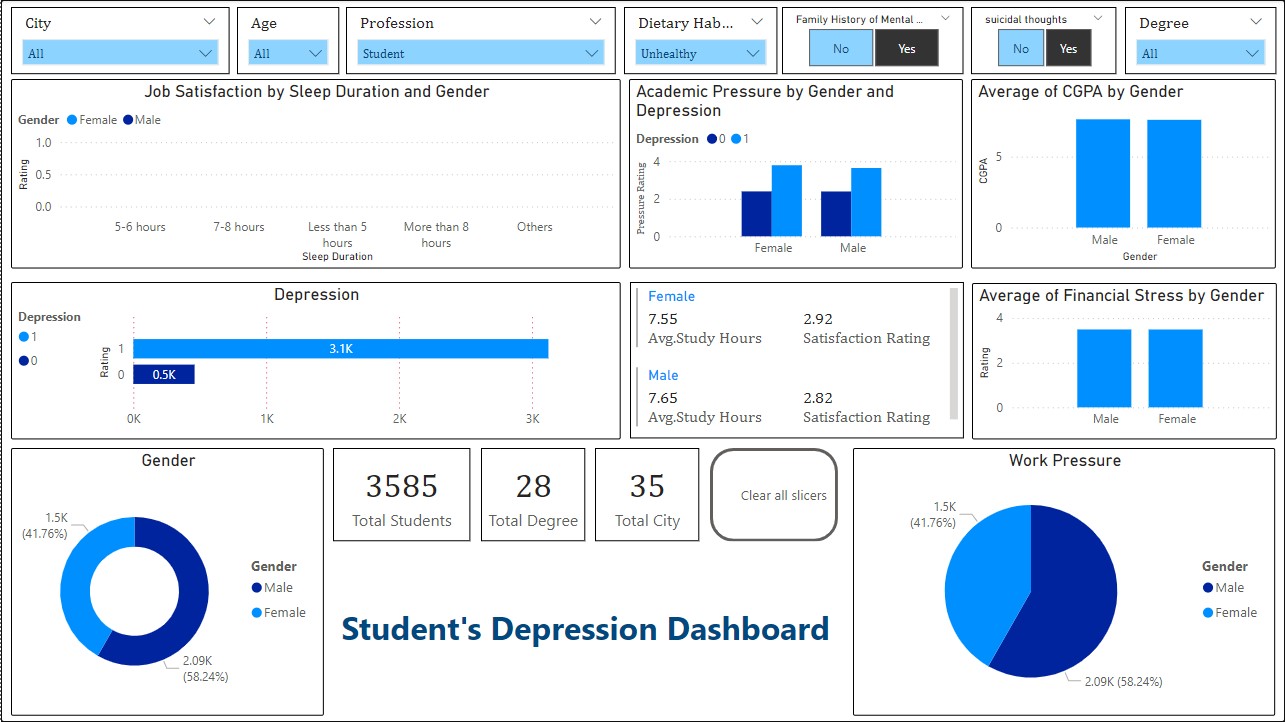 City
All
Age
All
Profession
Student
Dietary Hab...
Unhealthy
Family History of Mental ...
No Yes
suicidal thoughts
No Yes
Degree
All
Job Satisfaction by Sleep Duration and Gender
Gender Female Male
Rating
1.0
0.5
0.0
5-6 hours
7-8 hours
Less than 5
hours
More than 8
hours
Others
Sleep Duration
Academic Pressure by Gender and
Depression
Depression 0 1
Pressure Rating
4
2
0
Female Male
Average of CGPA by Gender
CGPA
5
0
Male Female
Gender
Depression
Depression
1
0
Rating
1 3.1K
0 0.5K
0K 1K 2K 3K
Female
7.55 2.92
Avg.Study Hours Satisfaction Rating
Male
7.65 2.82
Avg.Study Hours Satisfaction Rating
Average of Financial Stress by Gender
Rating
4
2
0
Male Female
Gender
1.5K
(41.76%)
2.09K
(58.24%)
Gender
Male
Female
3585
Total Students
28
Total Degree
35
Total City
Clear all slicers
Student's Depression Dashboard
Work Pressure
1.5K
(41.76%)
2.09K (58.24%)
Gender
Male
Female